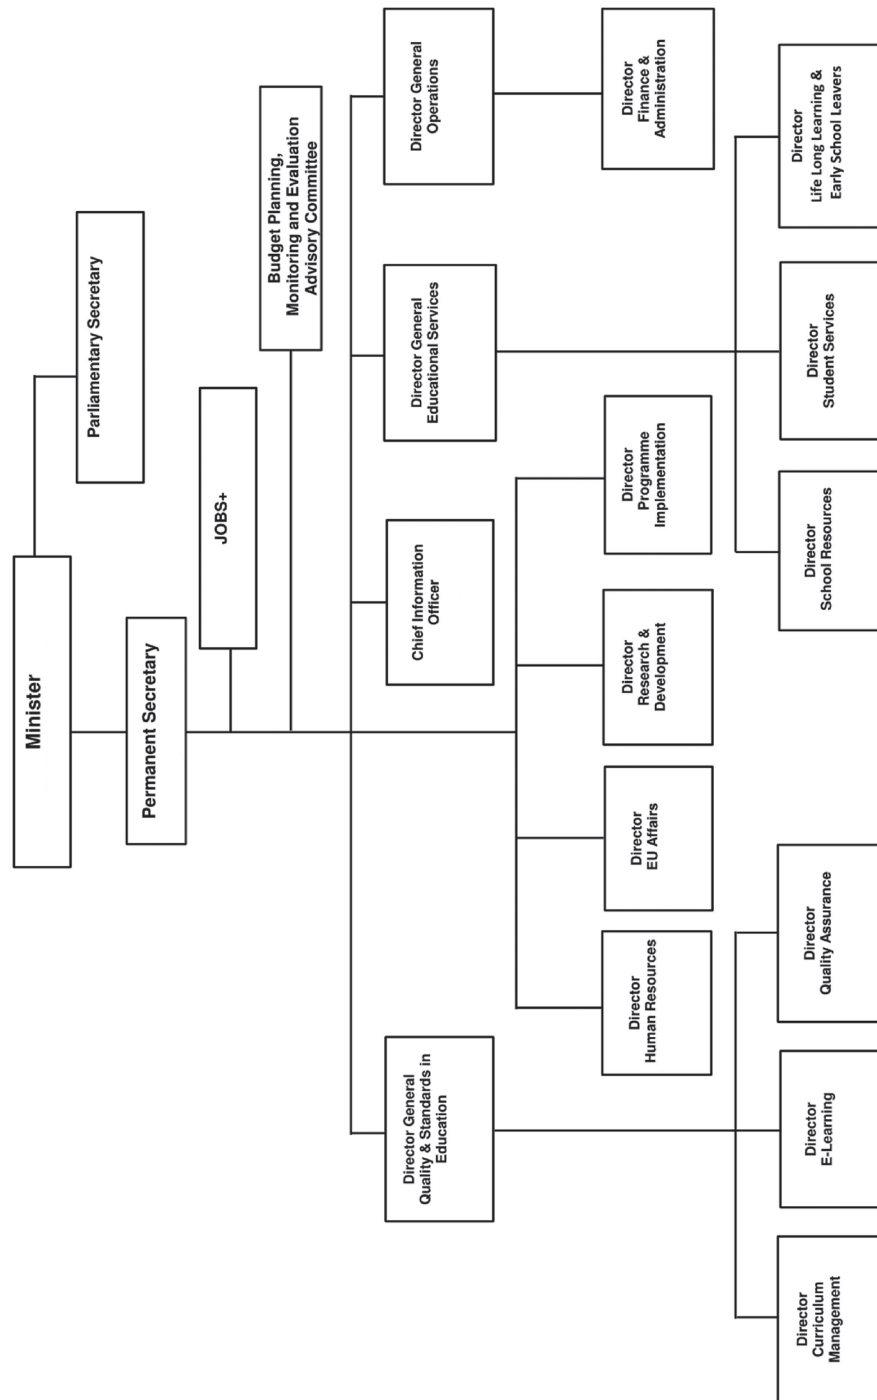 Minister
Parliamentary Secretary
Permanent Secretary
JOBS+
Budget Planning,
Monitoring and Evaluation
Advisory Committee
Director General
Quality & Standards in
Education
Chief Information
Officer
Director General
Educational Services
Director General
Operations
Director
Human Resources
Director
EU Affairs
Director
Research &
Development
Director
Programme
Implementation
Director
Finance &
Administration
Director
Curriculum
Management
Director
E-Learning
Director
Quality Assurance
Director
School Resources
Director
Student Services
Director
Life Long Learning &
Early School Leavers